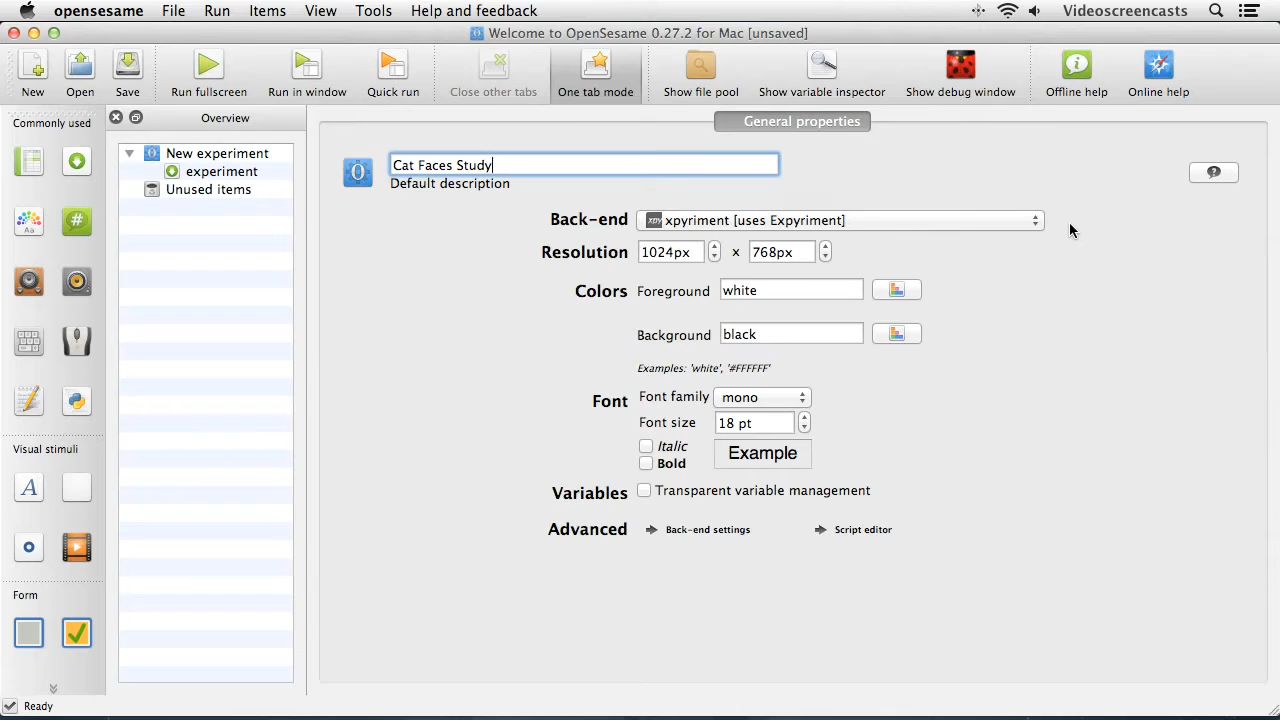 opensesame File Run Items View Tools Help and feedback Videoscreencasts
Welcome to OpenSesame 0.27.2 for Mac [unsaved]
New Open Save Run fullscreen Run in window Quick run Close other tabs One tab mode Show file pool Show variable inspector Show debug window Offline help Online help
Commonly used
Overview
General properties
New experiment
experiment
Unused items
Cat Faces Study
Default description
?
Back-end xpy xpyriment [uses Expyriment]
Resolution 1024px x 768px
Colors Foreground white
Background black
Examples: 'white', '#FFFFFF'
Font Font family mono
Font size 18 pt
Italic
Bold
Example
Variables Transparent variable management
Advanced Back-end settings Script editor
Aa
#
Visual stimuli
A
Form
Ready